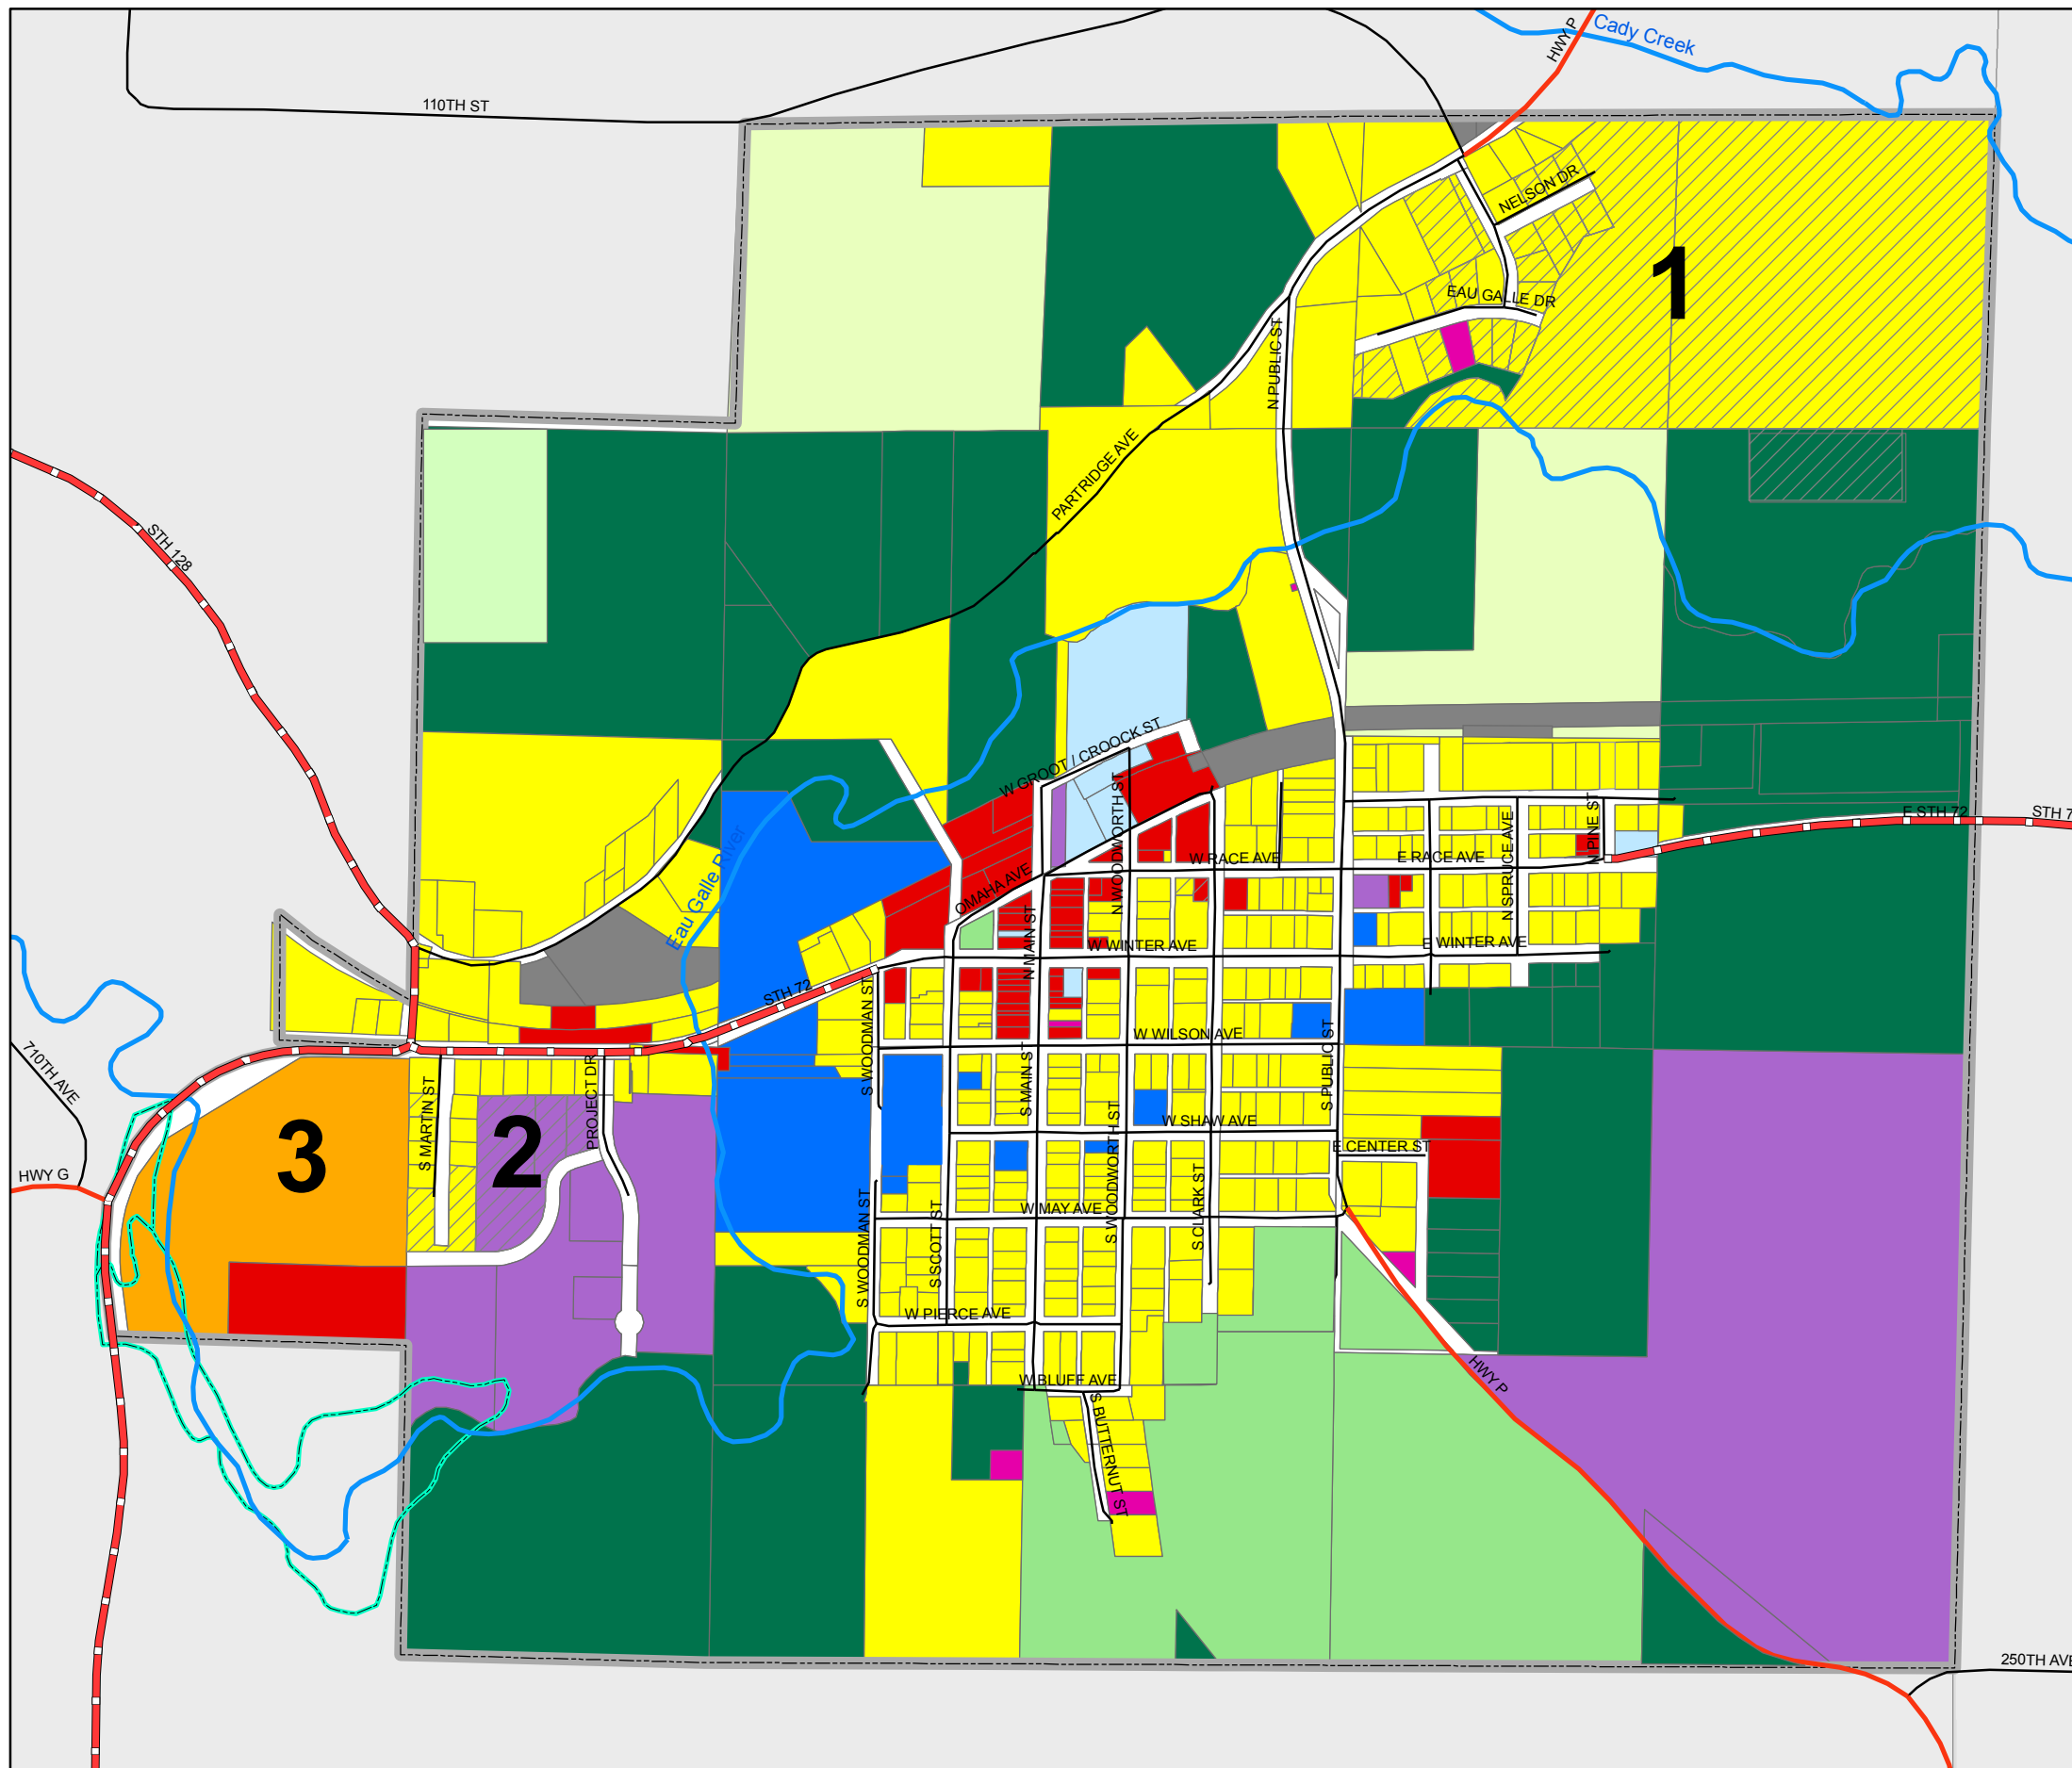 Cady Creek
HWY P
110TH ST
NELSON DR
1
EAU GALLE DR
N PUBLIC ST
PARTRIDGE AVE
STH 128
W GROOT / CROOCK ST
N WOODWORTH ST
N PINE ST
E STH 72
STH 7
W RACE AVE
E RACE AVE
N SPRUCE AVE
Eau Galle River
OMAHA AVE
N MAIN ST
W WINTER AVE
E WINTER AVE
STH 72
S WOODMAN ST
W WILSON AVE
710TH AVE
S MARTIN ST
PROJECT DR
S MAIN ST
S PUBLIC ST
3
2
W SHAW AVE
S WOODWORTH ST
E CENTER ST
HWY G
S WOODMAN ST
S SCOTT ST
W MAY AVE
S CLARK ST
W PIERCE AVE
W BLUFF AVE
HWY P
S BUTTERNUT ST
250TH AVE